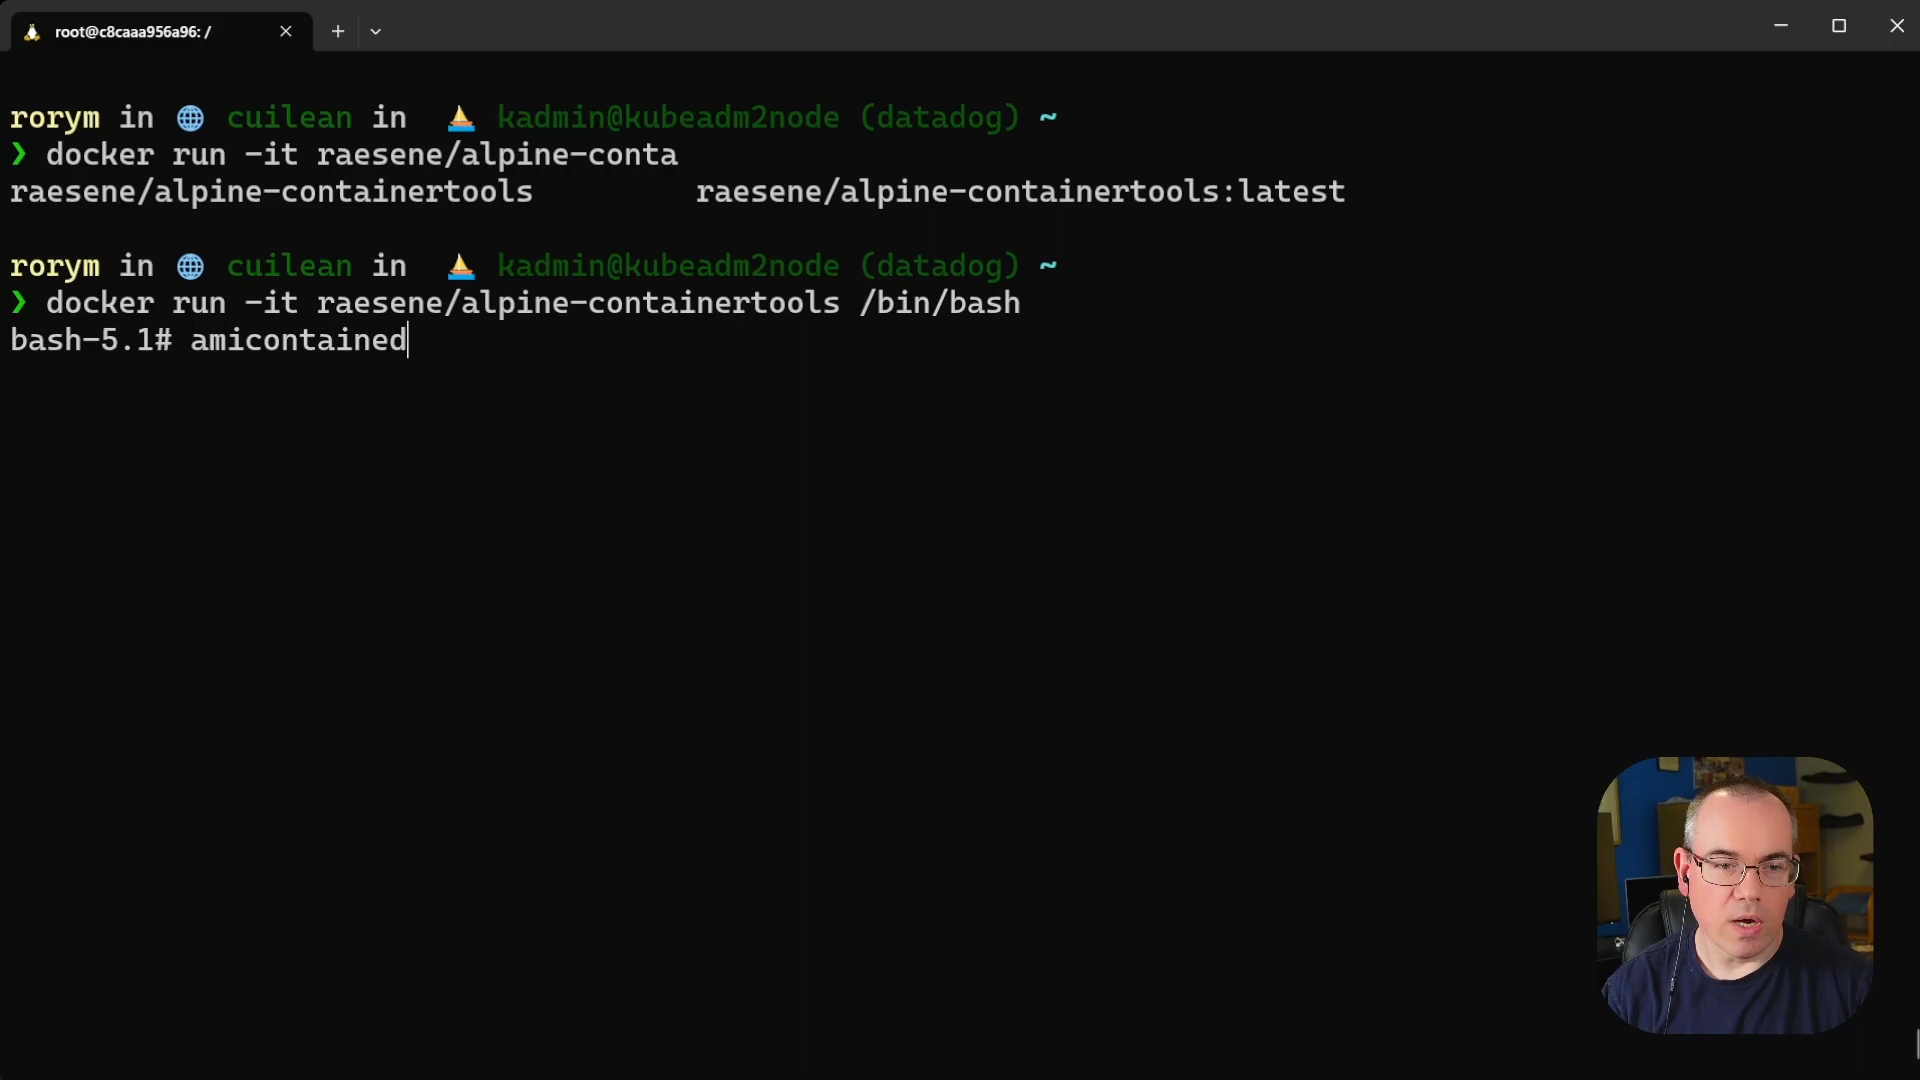 root@c8caaa956a96: /
rorym in 🌐 cuilean in ⛵ kadmin@kubeadm2node (datadog) ~
❯ docker run -it raesene/alpine-conta
raesene/alpine-containertools raesene/alpine-containertools:latest
rorym in 🌐 cuilean in ⛵ kadmin@kubeadm2node (datadog) ~
❯ docker run -it raesene/alpine-containertools /bin/bash
bash-5.1# amicontained